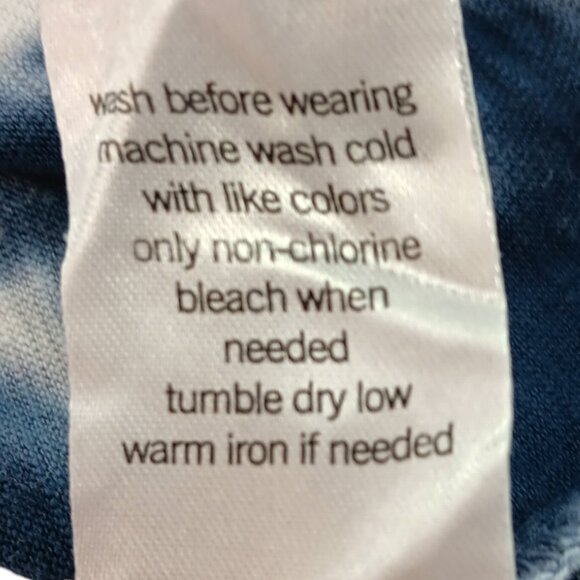 wash before wearing
machine wash cold
with like colors
only non-chlorine
bleach when
needed
tumble dry low
warm iron if needed